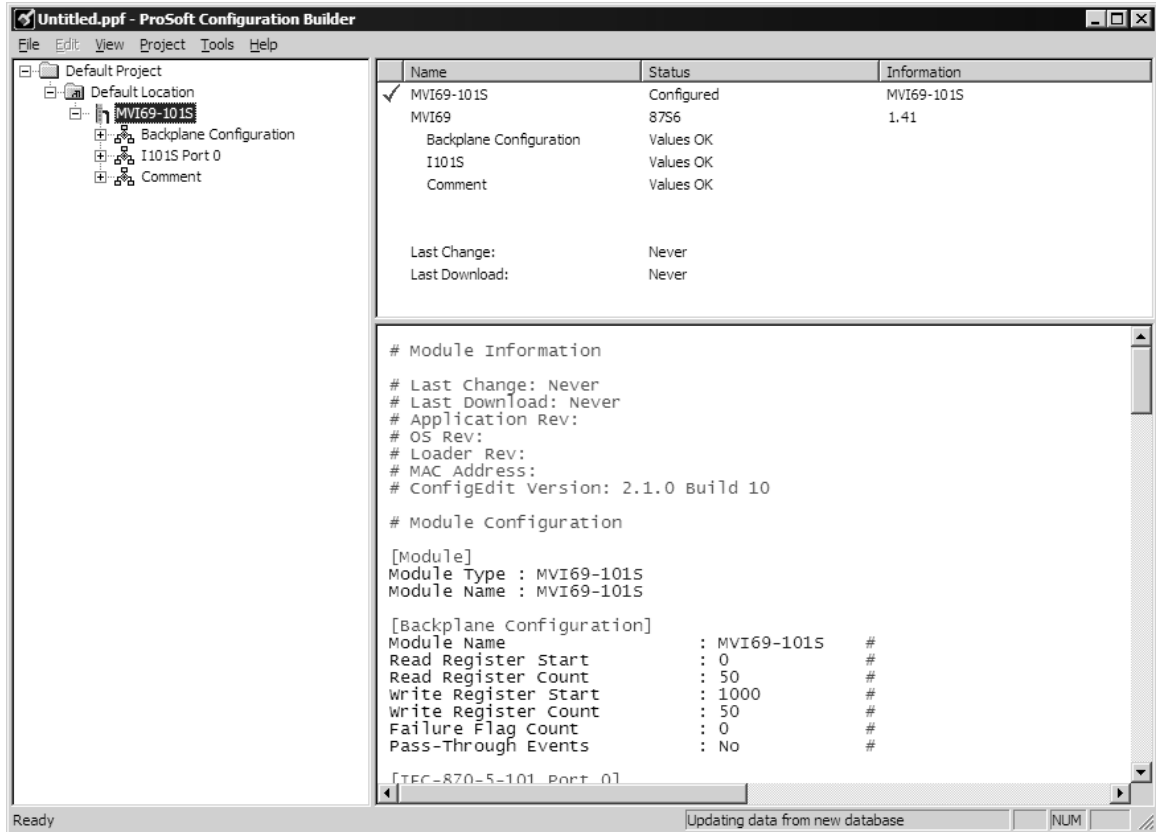 Untitled.ppf - ProSoft Configuration Builder
File Edit View Project Tools Help
Default Project
Default Location
MVI69-101S
Backplane Configuration
I101S Port 0
Comment
Name Status Information
MVI69-101S Configured MVI69-101S
MVI69 87S6 1.41
Backplane Configuration Values OK
I101S Values OK
Comment Values OK
Last Change: Never
Last Download: Never
# Module Information
# Last Change: Never
# Last Download: Never
# Application Rev:
# OS Rev:
# Loader Rev:
# MAC Address:
# ConfigEdit Version: 2.1.0 Build 10
# Module Configuration
[Module]
Module Type : MVI69-101S
Module Name : MVI69-101S
[Backplane Configuration]
Module Name : MVI69-101S #
Read Register Start : 0 #
Read Register Count : 50 #
Write Register Start : 1000 #
Write Register Count : 50 #
Failure Flag Count : 0 #
Pass-Through Events : No #
[IEC-870-5-101 Port 0]
Ready Updating data from new database NUM